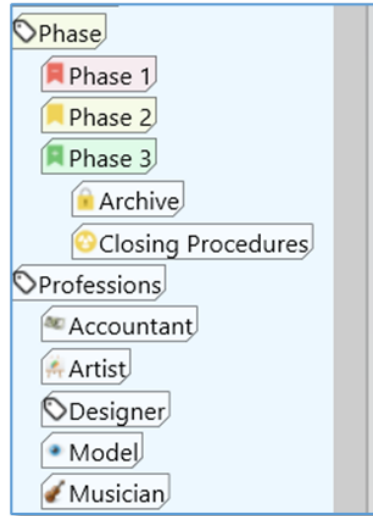 Phase
Phase 1
Phase 2
Phase 3
Archive
Closing Procedures
Professions
Accountant
Artist
Designer
Model
Musician